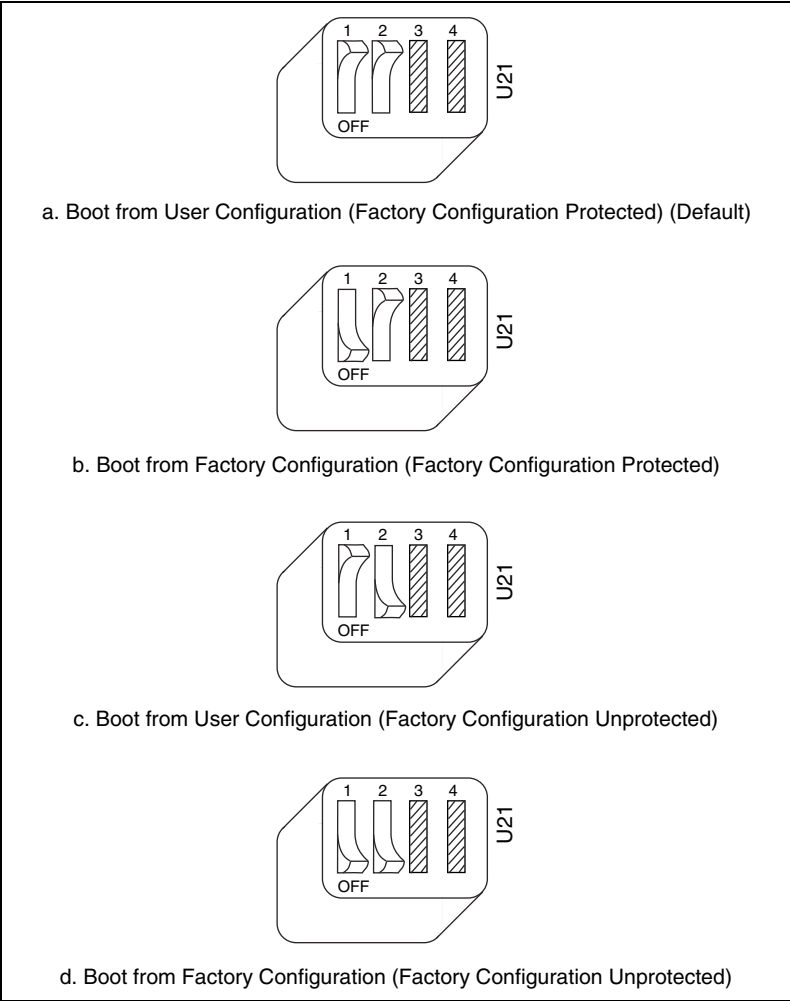 1 2 3 4
U21
OFF
a. Boot from User Configuration (Factory Configuration Protected) (Default)
1 2 3 4
U21
OFF
b. Boot from Factory Configuration (Factory Configuration Protected)
1 2 3 4
U21
OFF
c. Boot from User Configuration (Factory Configuration Unprotected)
1 2 3 4
U21
OFF
d. Boot from Factory Configuration (Factory Configuration Unprotected)